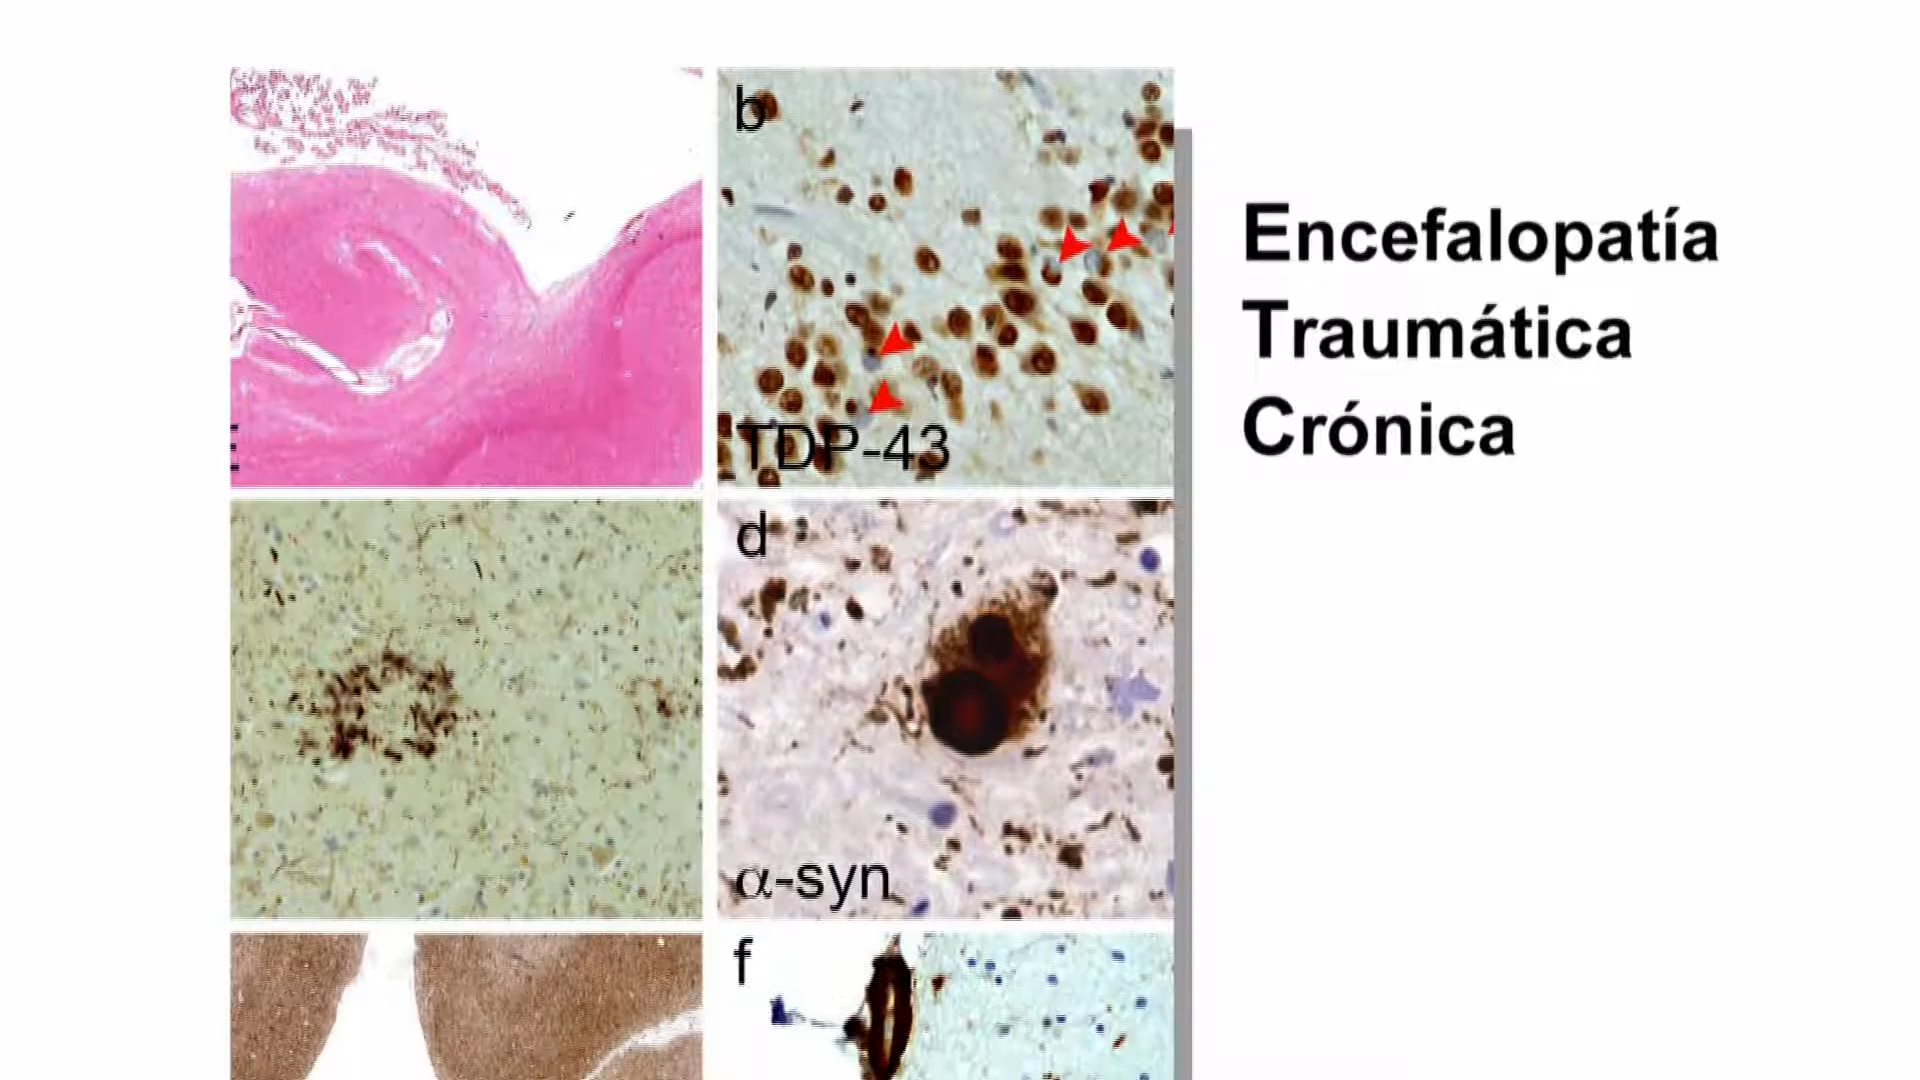 b
TDP-43
d
α-syn
f
Encefalopatía
Traumática
Crónica